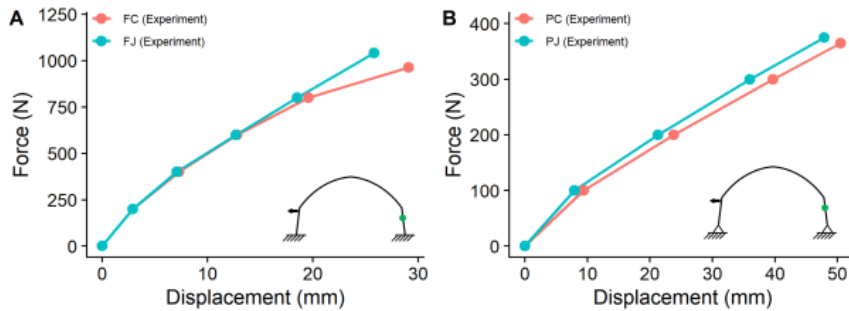 A
FC (Experiment)
FJ (Experiment)
1250
1000
750
500
250
0
Force (N)
0 10 20 30
Displacement (mm)
B
PC (Experiment)
PJ (Experiment)
400
300
200
100
0
Force (N)
0 10 20 30 40 50
Displacement (mm)